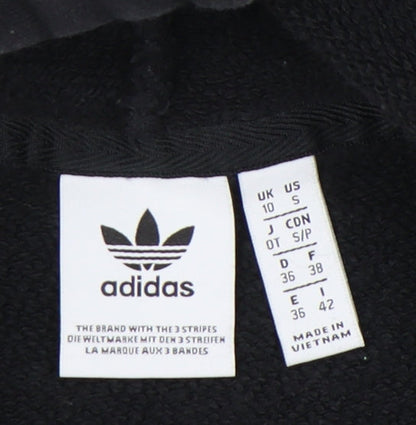 adidas
THE BRAND WITH THE 3 STRIPES
DIE WELTMARKE MIT DEN 3 STREIFEN
LA MARQUE AUX 3 BANDES
UK US
10 S
J CDN
OT S/P
D F
36 38
E I
36 42
MADE IN
VIETNAM